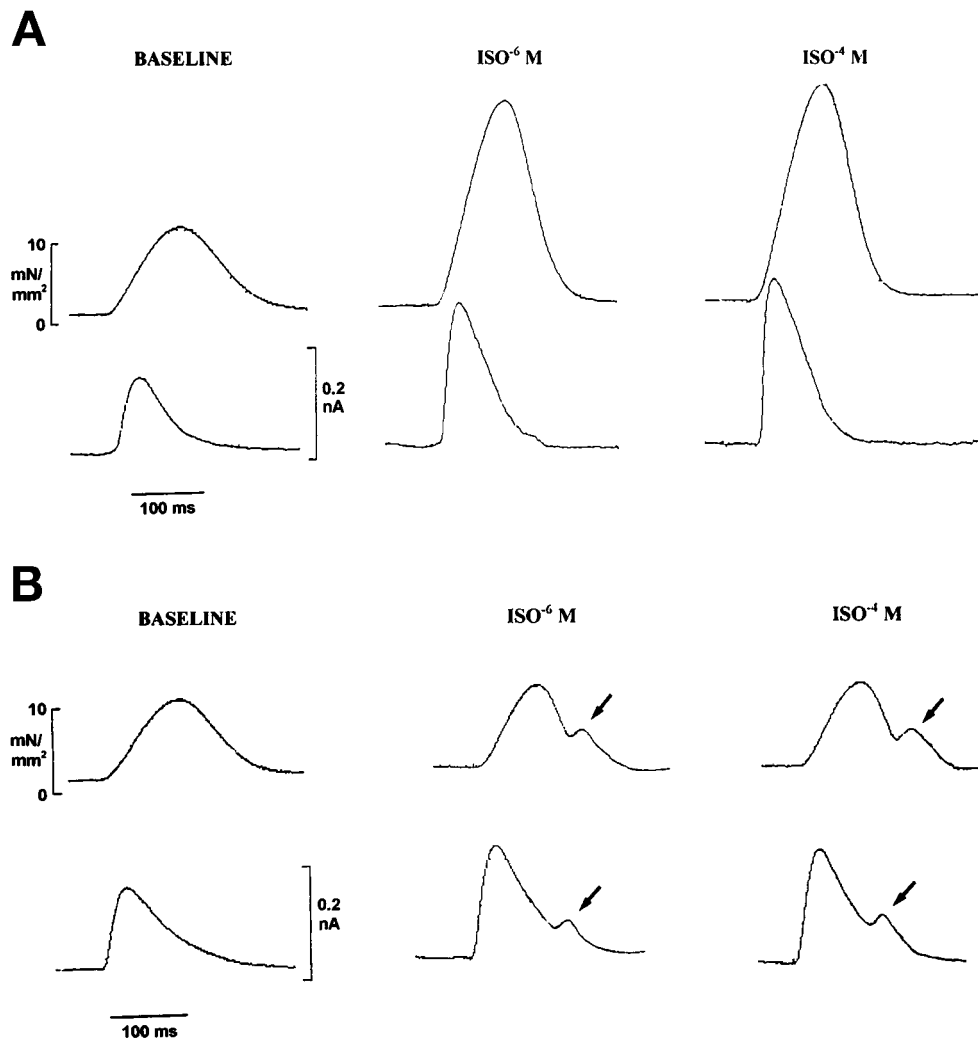 A
BASELINE
ISO-6 M
ISO-4 M
10
mN/
mm2
0
0.2
nA
100 ms
B
BASELINE
ISO-6 M
ISO-4 M
10
mN/
mm2
0
0.2
nA
100 ms